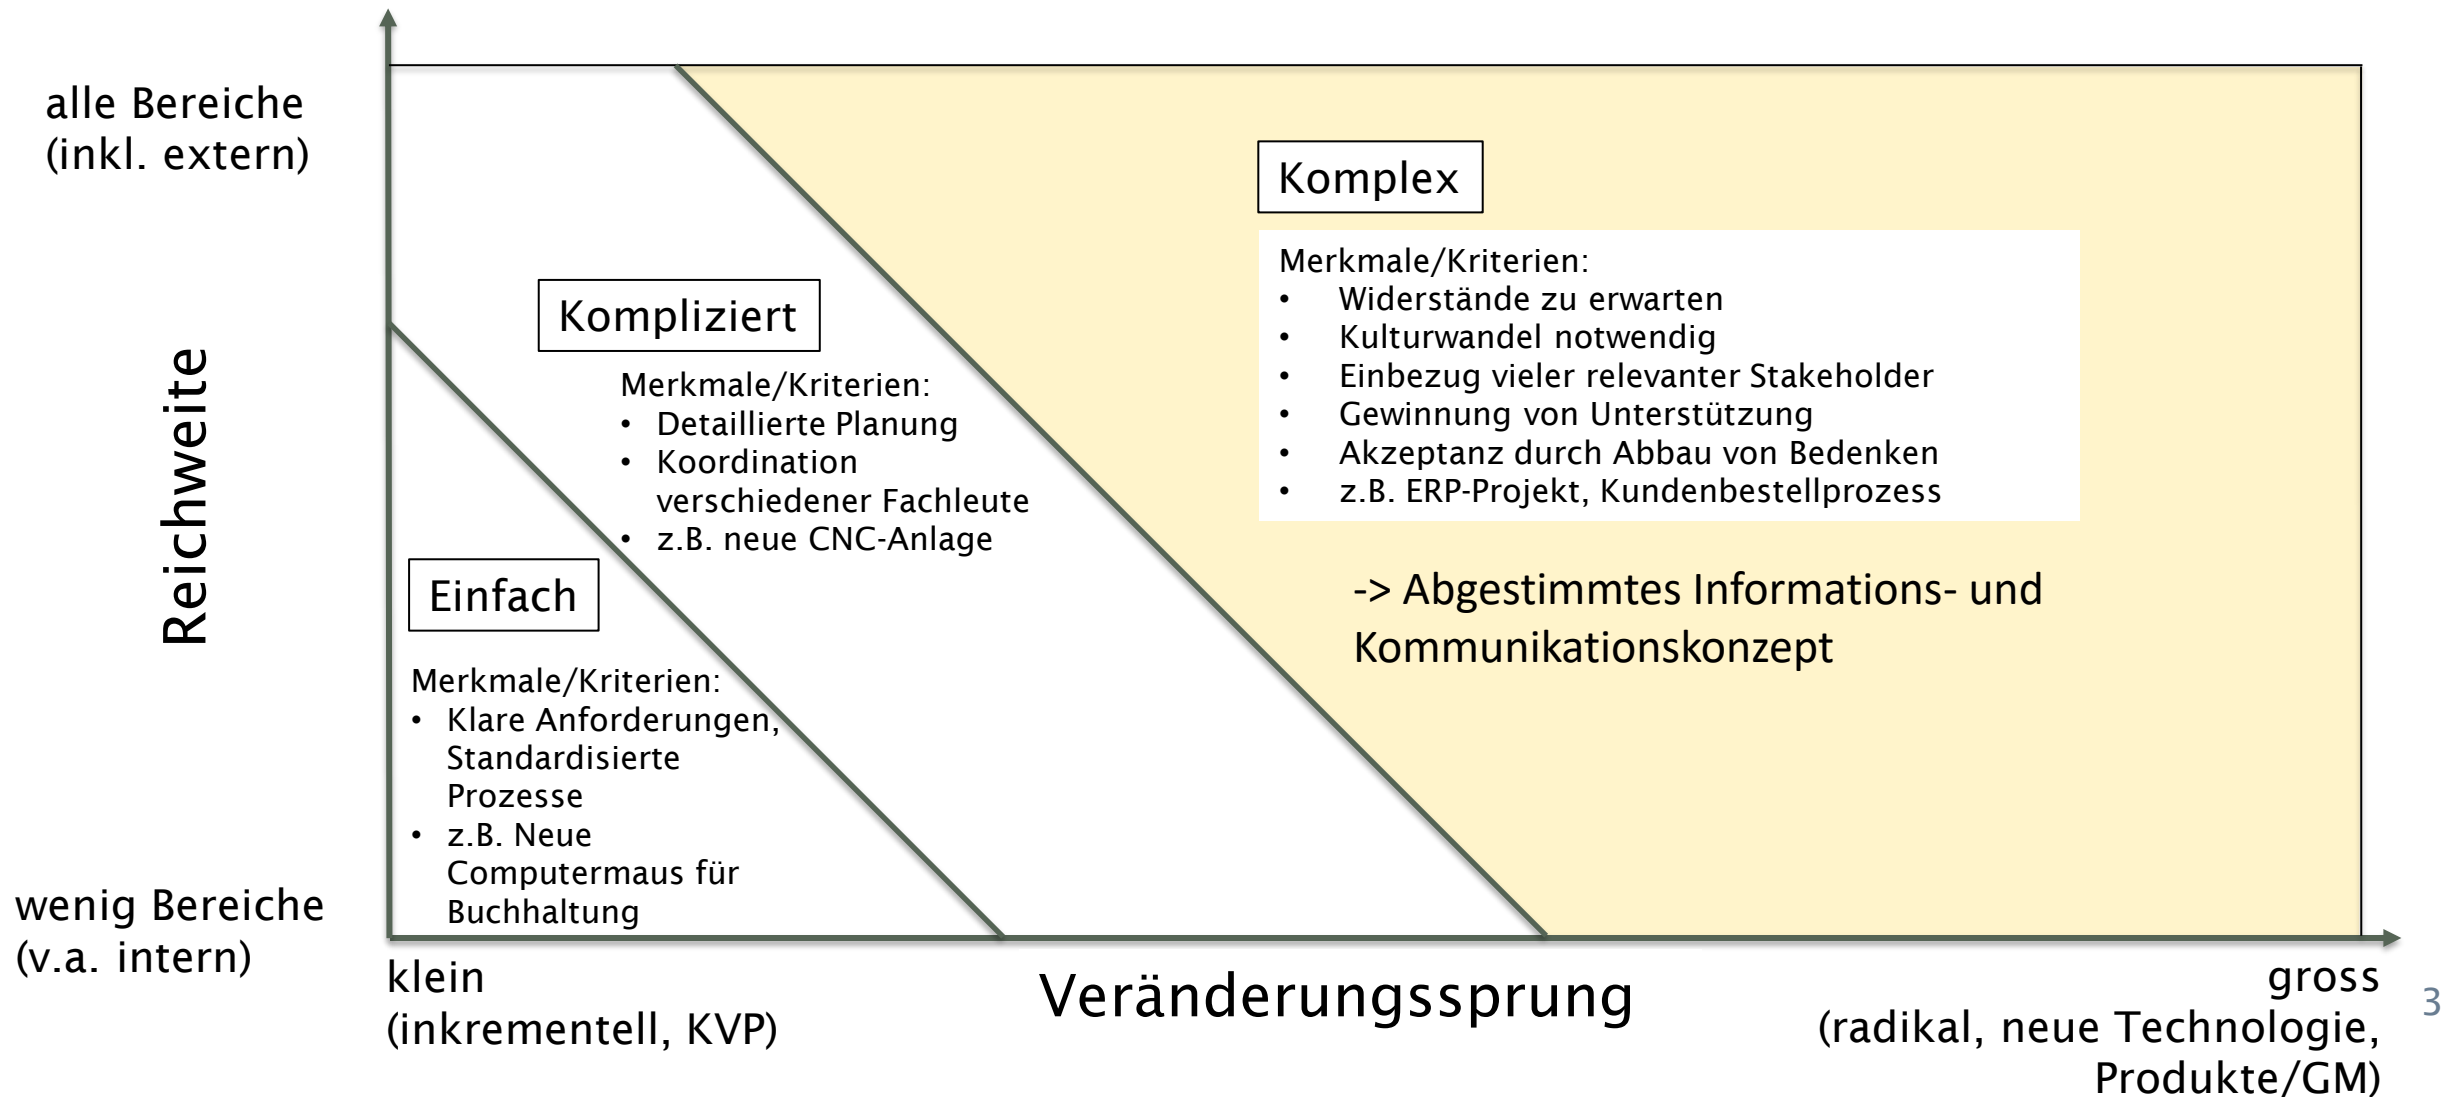 alle Bereiche
(inkl. extern)
Reichweite
wenig Bereiche
(v.a. intern)
Einfach
Merkmale/Kriterien:
• Klare Anforderungen,
Standardisierte
Prozesse
• z.B. Neue
Computermaus für
Buchhaltung
Kompliziert
Merkmale/Kriterien:
• Detaillierte Planung
• Koordination
verschiedener Fachleute
• z.B. neue CNC-Anlage
Komplex
Merkmale/Kriterien:
• Widerstände zu erwarten
• Kulturwandel notwendig
• Einbezug vieler relevanter Stakeholder
• Gewinnung von Unterstützung
• Akzeptanz durch Abbau von Bedenken
• z.B. ERP-Projekt, Kundenbestellprozess
-> Abgestimmtes Informations- und
Kommunikationskonzept
klein
(inkrementell, KVP)
Veränderungssprung
gross
(radikal, neue Technologie,
Produkte/GM)
3